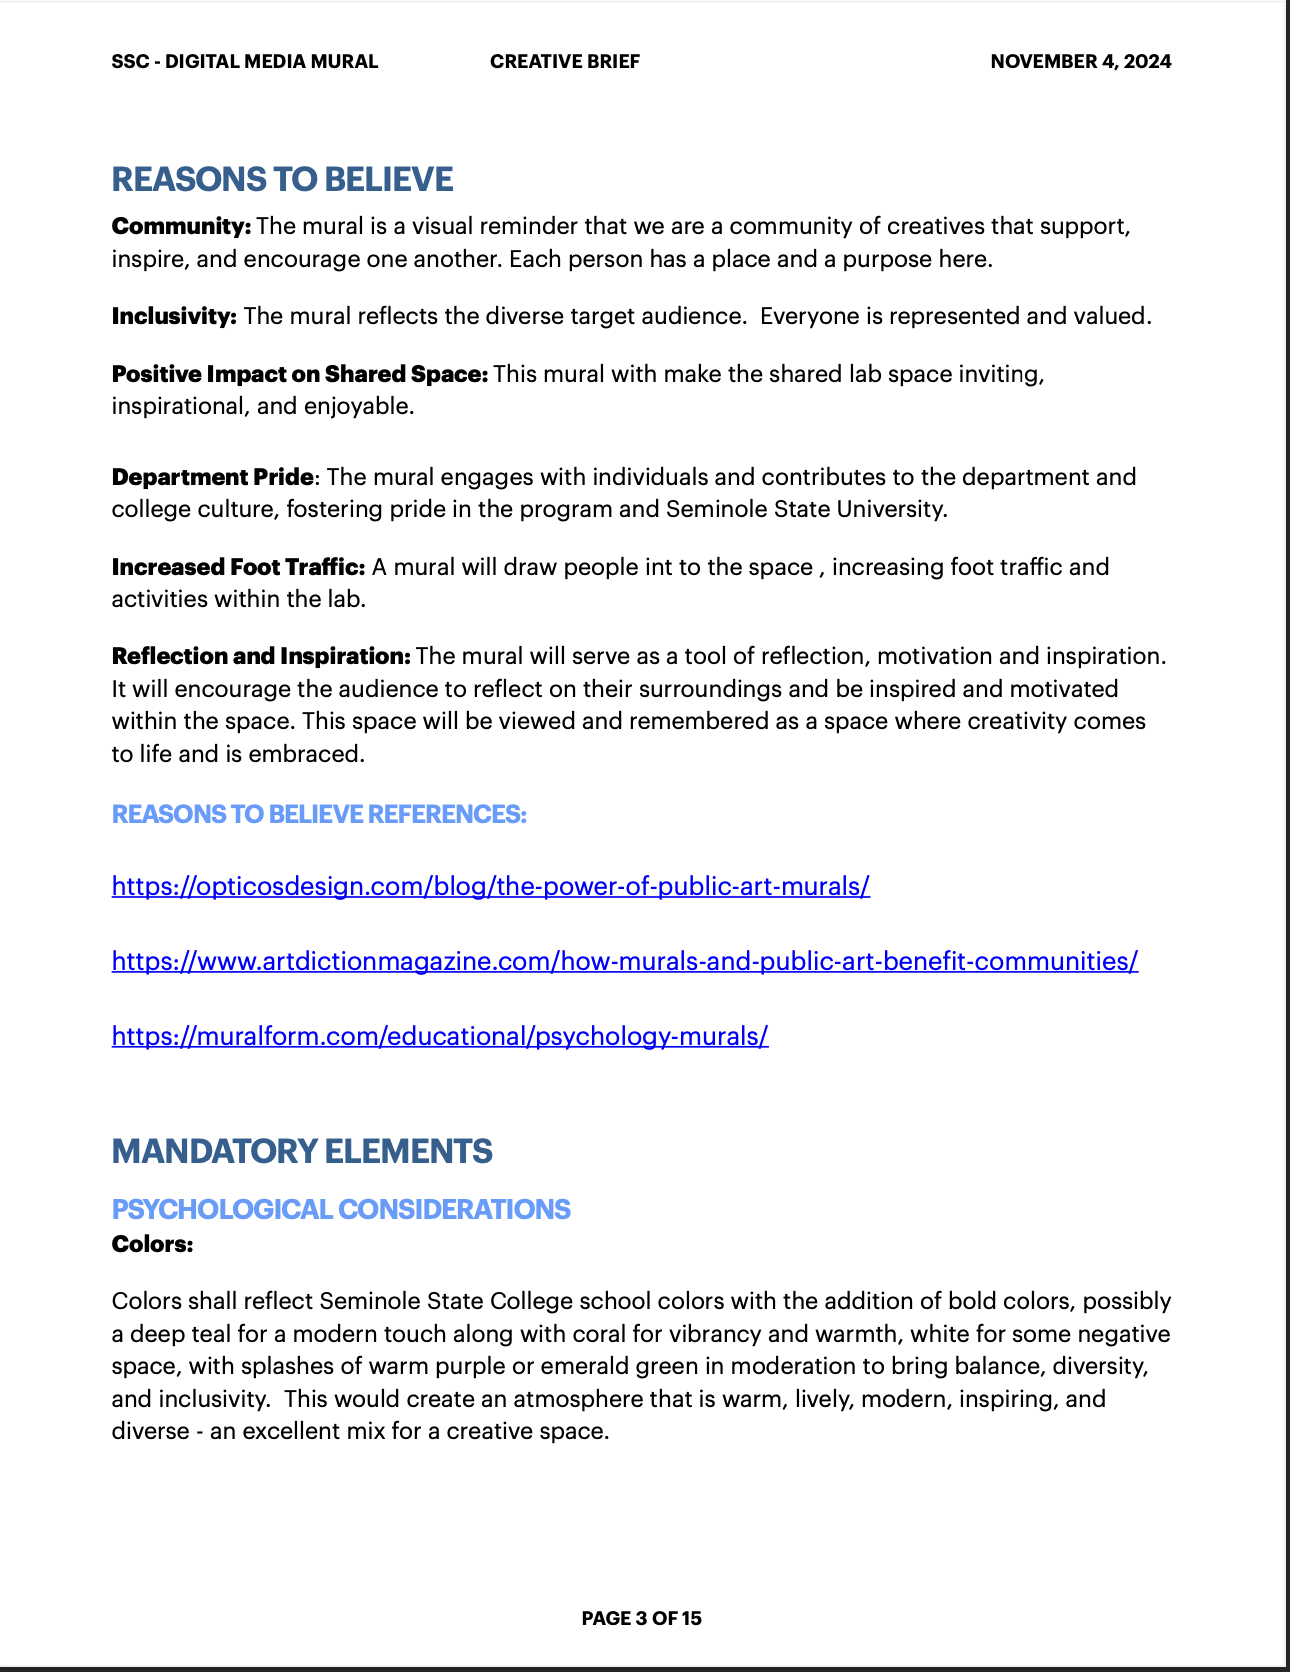 SSC - DIGITAL MEDIA MURAL CREATIVE BRIEF NOVEMBER 4, 2024
REASONS TO BELIEVE
Community: The mural is a visual reminder that we are a community of creatives that support,
inspire, and encourage one another. Each person has a place and a purpose here.
Inclusivity: The mural reflects the diverse target audience.  Everyone is represented and valued.
Positive Impact on Shared Space: This mural with make the shared lab space inviting,
inspirational, and enjoyable.
Department Pride: The mural engages with individuals and contributes to the department and
college culture, fostering pride in the program and Seminole State University.
Increased Foot Traffic: A mural will draw people int to the space , increasing foot traffic and
activities within the lab.
Reflection and Inspiration: The mural will serve as a tool of reflection, motivation and inspiration.
It will encourage the audience to reflect on their surroundings and be inspired and motivated
within the space. This space will be viewed and remembered as a space where creativity comes
to life and is embraced.
REASONS TO BELIEVE REFERENCES:
https://opticosdesign.com/blog/the-power-of-public-art-murals/
https://www.artdictionmagazine.com/how-murals-and-public-art-benefit-communities/
https://muralform.com/educational/psychology-murals/
MANDATORY ELEMENTS
PSYCHOLOGICAL CONSIDERATIONS
Colors:
Colors shall reflect Seminole State College school colors with the addition of bold colors, possibly
a deep teal for a modern touch along with coral for vibrancy and warmth, white for some negative
space, with splashes of warm purple or emerald green in moderation to bring balance, diversity,
and inclusivity.  This would create an atmosphere that is warm, lively, modern, inspiring, and
diverse - an excellent mix for a creative space.
PAGE 3 OF 15